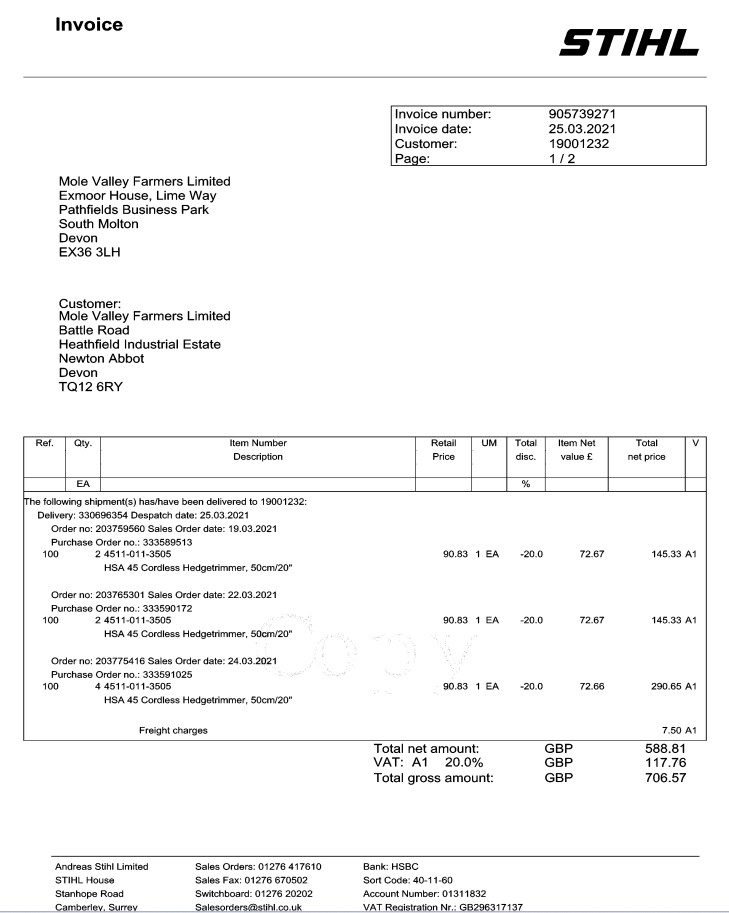 Invoice
STIHL
Invoice number: 905739271
Invoice date: 25.03.2021
Customer: 19001232
Page: 1 / 2
Mole Valley Farmers Limited
Exmoor House, Lime Way
Pathfields Business Park
South Molton
Devon
EX36 3LH
Customer:
Mole Valley Farmers Limited
Battle Road
Heathfield Industrial Estate
Newton Abbot
Devon
TQ12 6RY
Ref. Qty. Item Number Retail UM Total Item Net Total V
Description Price disc. value £ net price
EA %
The following shipment(s) has/have been delivered to 19001232:
Delivery: 330696354 Despatch date: 25.03.2021
Order no: 203759560 Sales Order date: 19.03.2021
Purchase Order no.: 333589513
100 2 4511-011-3505 90.83 1 EA -20.0 72.67 145.33 A1
HSA 45 Cordless Hedgetrimmer, 50cm/20"
Order no: 203765301 Sales Order date: 22.03.2021
Purchase Order no.: 333590172
100 2 4511-011-3505 90.83 1 EA -20.0 72.67 145.33 A1
HSA 45 Cordless Hedgetrimmer, 50cm/20"
Copy
Order no: 203775416 Sales Order date: 24.03.2021
Purchase Order no.: 333591025
100 4 4511-011-3505 90.83 1 EA -20.0 72.66 290.65 A1
HSA 45 Cordless Hedgetrimmer, 50cm/20"
Freight charges 7.50 A1
Total net amount: GBP 588.81
VAT: A1 20.0% GBP 117.76
Total gross amount: GBP 706.57
Andreas Stihl Limited Sales Orders: 01276 417610 Bank: HSBC
STIHL House Sales Fax: 01276 670502 Sort Code: 40-11-60
Stanhope Road Switchboard: 01276 20202 Account Number: 01311832
Camberley, Surrey Salesorders@stihl.co.uk VAT Registration Nr.: GB296317137